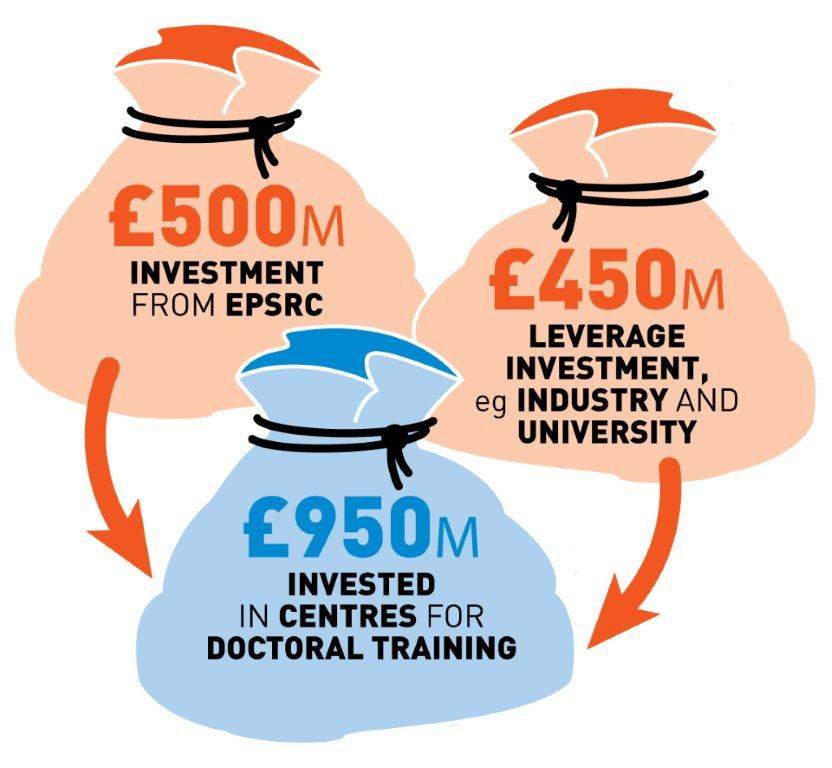 £500M
INVESTMENT
FROM EPSRC
£450M
LEVERAGE
INVESTMENT,
eg INDUSTRY AND
UNIVERSITY
£950M
INVESTED
IN CENTRES FOR
DOCTORAL TRAINING